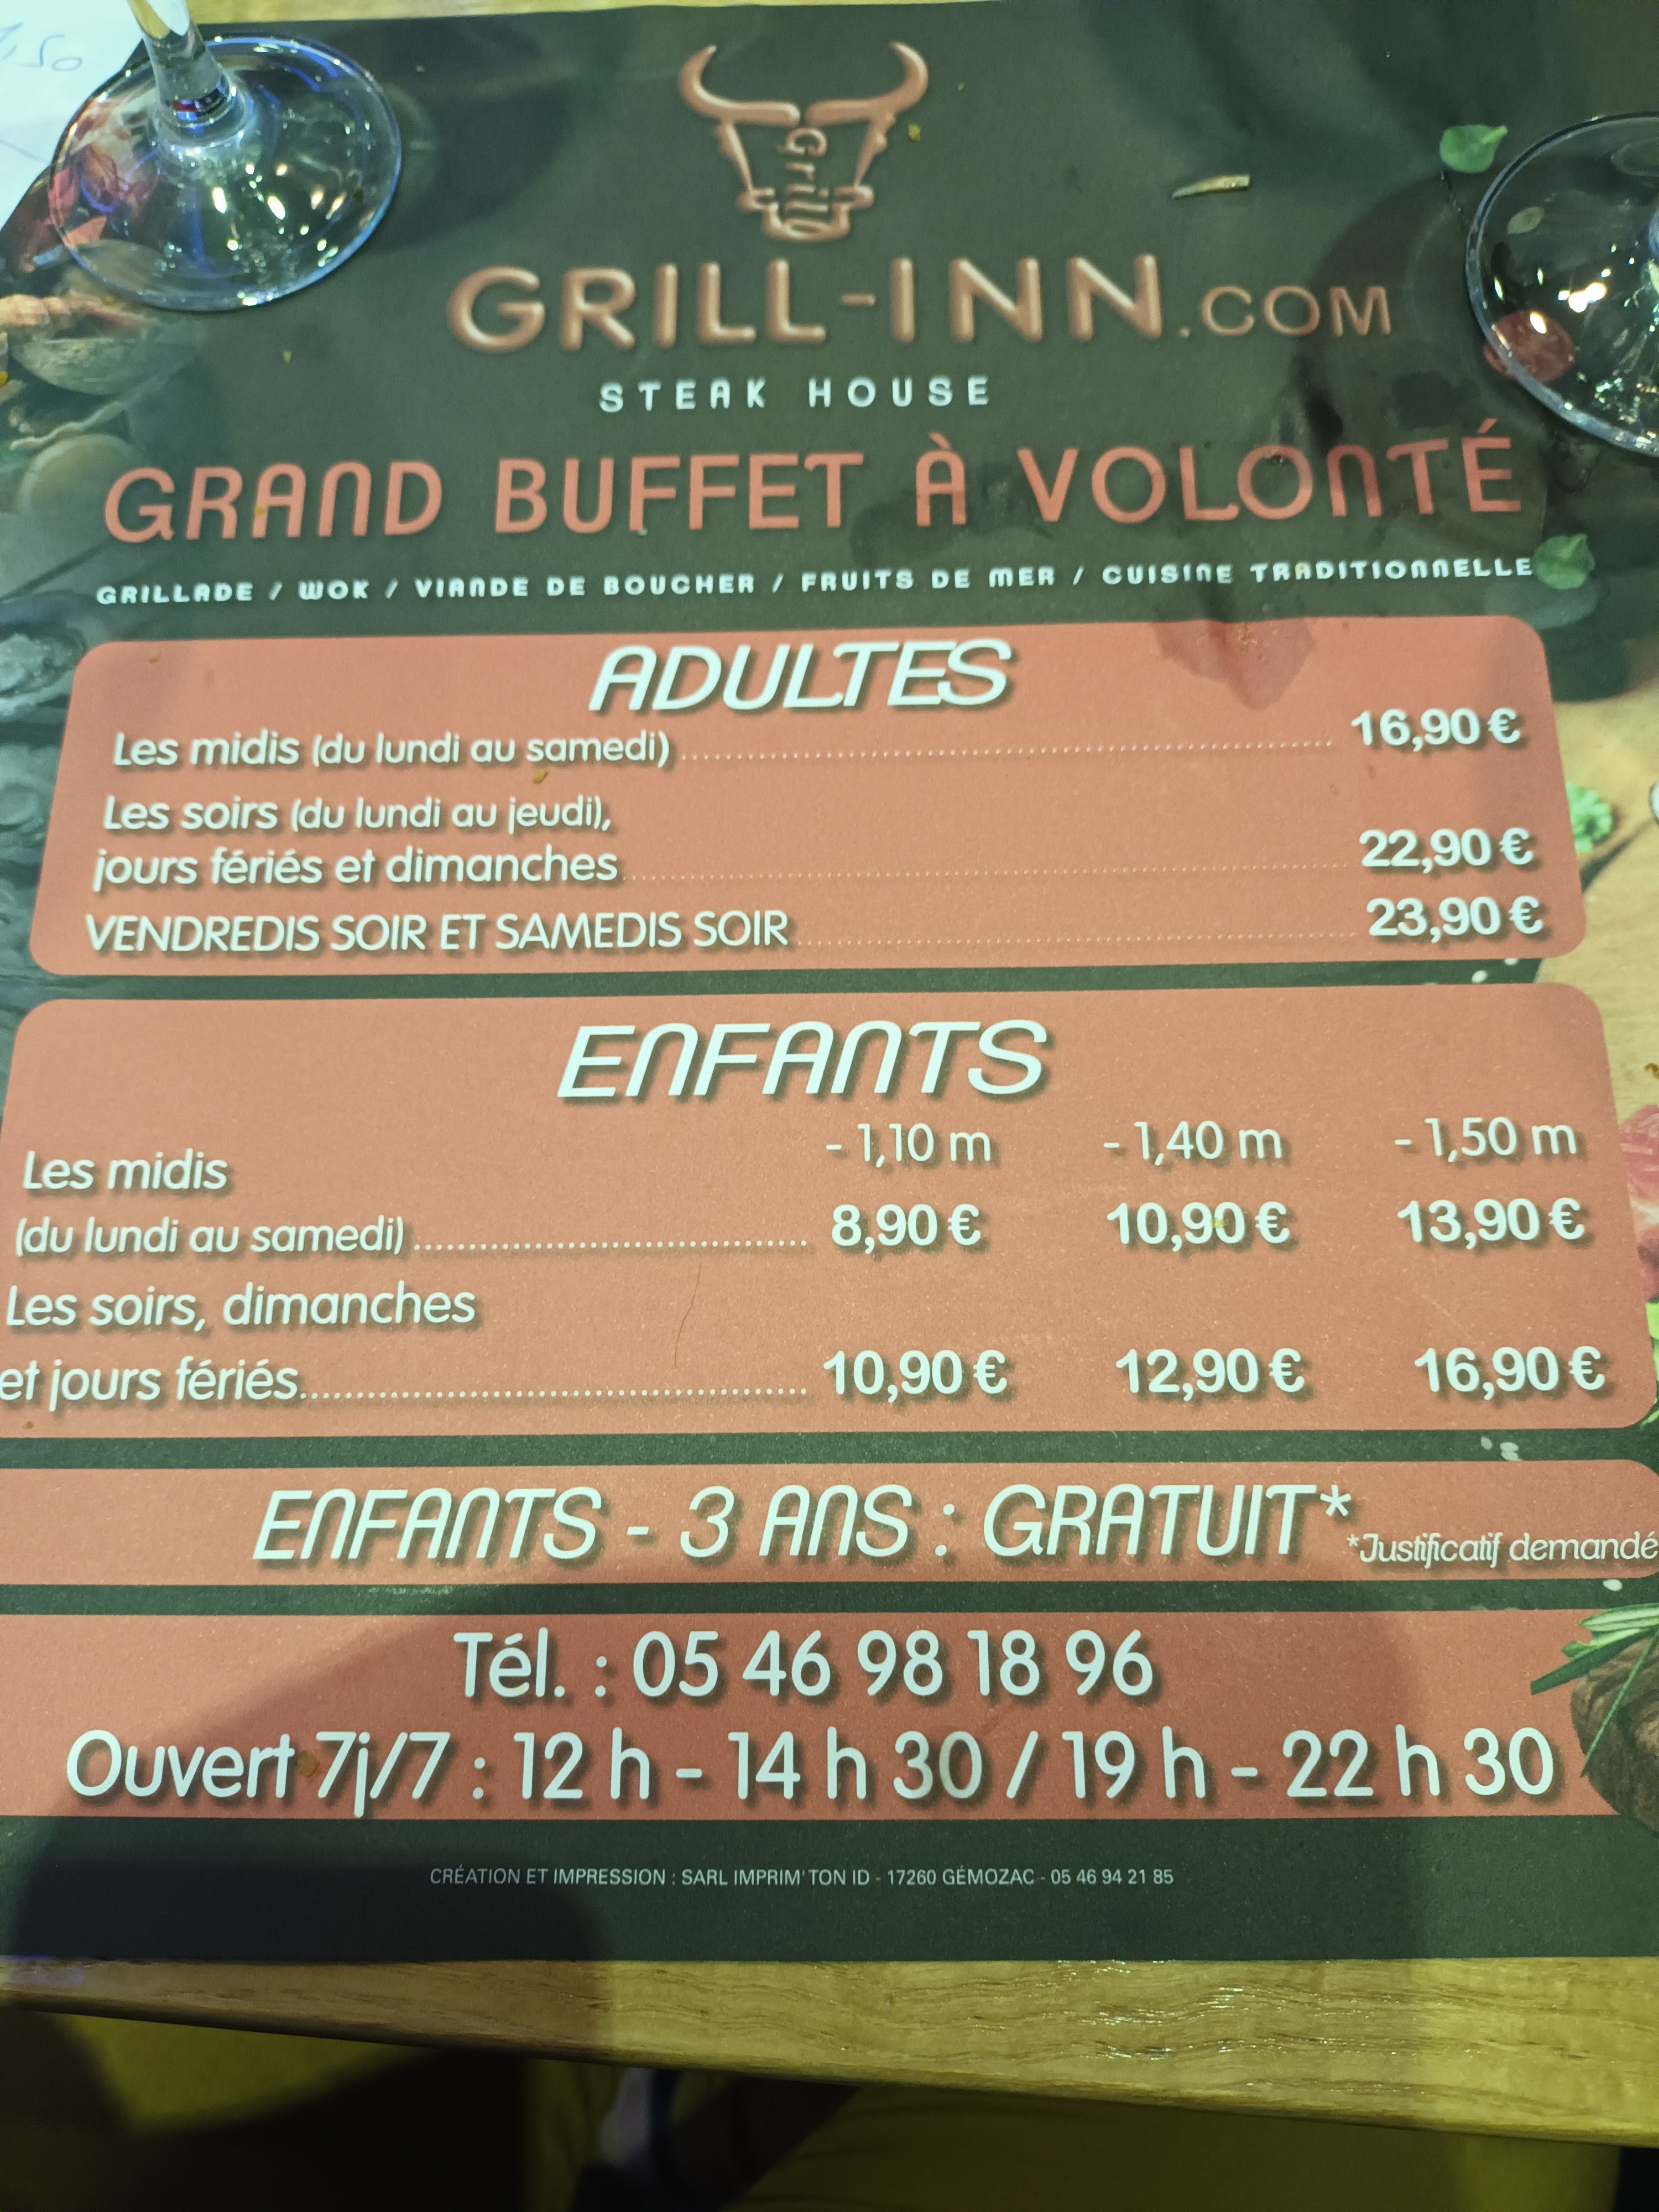 Grill'O
GRILL-INN.COM
STEAK HOUSE
GRAND BUFFET À VOLONTÉ
GRILLADE / WOK / VIANDE DE BOUCHER / FRUITS DE MER / CUISINE TRADITIONNELLE
ADULTES
Les midis (du lundi au samedi) 16,90 €
Les soirs (du lundi au jeudi),
jours fériés et dimanches 22,90 €
VENDREDIS SOIR ET SAMEDIS SOIR 23,90 €
ENFANTS
- 1,10 m - 1,40 m - 1,50 m
Les midis
(du lundi au samedi) 8,90 € 10,90 € 13,90 €
Les soirs, dimanches
et jours fériés 10,90 € 12,90 € 16,90 €
ENFANTS - 3 ANS : GRATUIT*
*Justificatif demandé
Tél. : 05 46 98 18 96
Ouvert 7j/7 : 12 h - 14 h 30 / 19 h - 22 h 30
CRÉATION ET IMPRESSION : SARL IMPRIM' TON ID - 17260 GÉMOZAC - 05 46 94 21 85